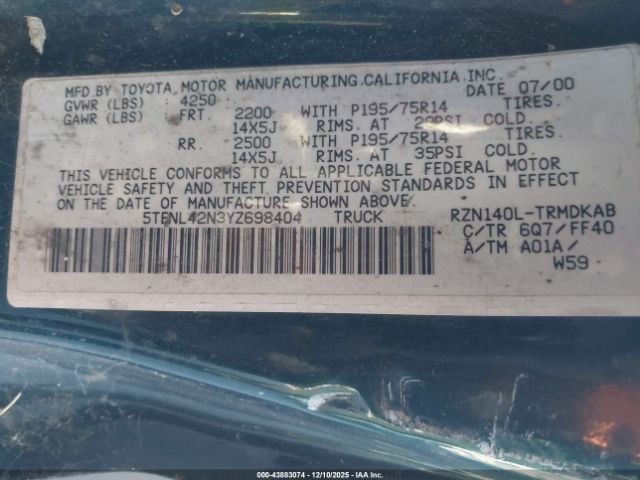 MFD.BY TOYOTA MOTOR MANUFACTURING.CALIFORNIA.INC.
GVWR (LBS) : 4250 DATE 07/00
GAWR (LBS) : FRT. 2200 WITH P195/75R14 TIRES.
14X5J RIMS. AT 29PSI COLD.
RR. 2500 WITH P195/75R14 TIRES.
14X5J RIMS. AT 35PSI COLD.
THIS VEHICLE CONFORMS TO ALL APPLICABLE FEDERAL MOTOR
VEHICLE SAFETY AND THEFT PREVENTION STANDARDS IN EFFECT
ON THE DATE OF MANUFACTURE SHOWN ABOVE.
5TENL42N3YZ698404 TRUCK RZN140L-TRMDKAB
C/TR 6Q7/FF40
A/TM A01A/
W59
000-43883074 | 12/10/2025 - IAA Inc.